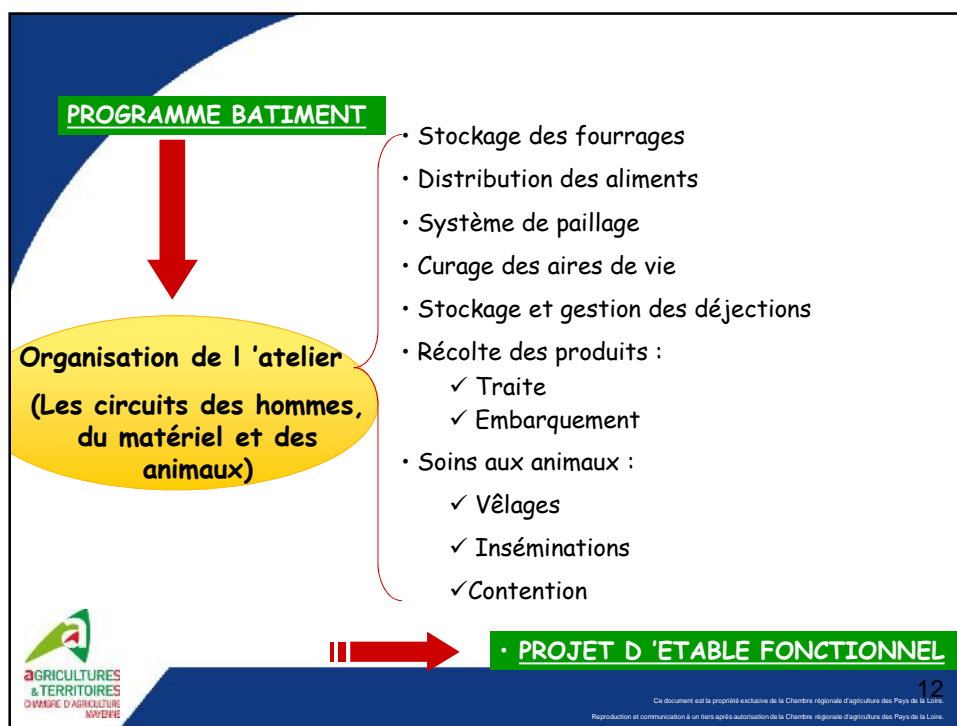 PROGRAMME BATIMENT
• Stockage des fourrages
• Distribution des aliments
• Système de paillage
• Curage des aires de vie
• Stockage et gestion des déjections
Organisation de l 'atelier
(Les circuits des hommes,
du matériel et des
animaux)
• Récolte des produits :
✓ Traite
✓ Embarquement
• Soins aux animaux :
✓ Vêlages
✓ Inséminations
✓Contention
• PROJET D 'ETABLE FONCTIONNEL
aGRICULTURES
& TERRITOIRES
CHAMBRE D'AGRICULTURE
MAYENNE
12
Ce document est la propriété exclusive de la Chambre régionale d'agriculture des Pays de la Loire.
Reproduction et communication à un tiers après autorisation de la Chambre régionale d'agriculture des Pays de la Loire.